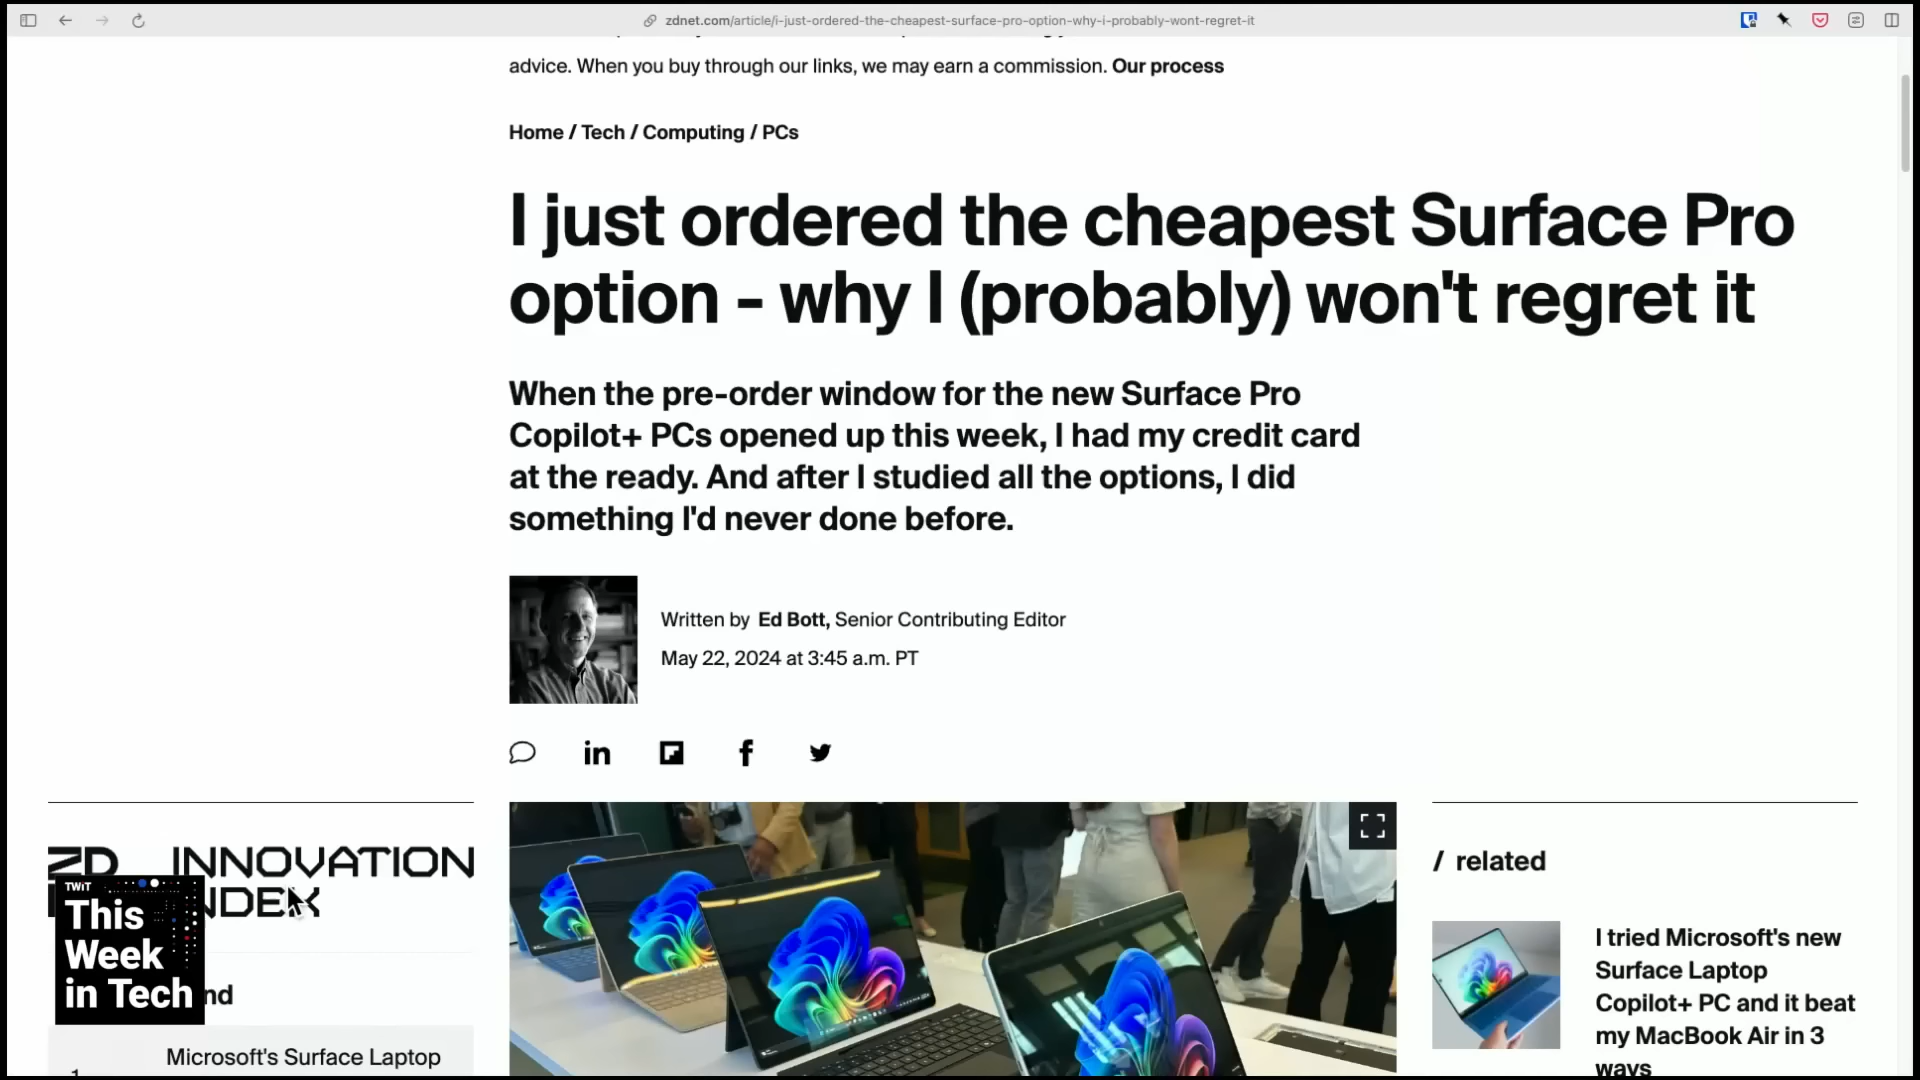 zdnet.com/article/i-just-ordered-the-cheapest-surface-pro-option-why-i-probably-wont-regret-it
advice. When you buy through our links, we may earn a commission. Our process
Home / Tech / Computing / PCs
I just ordered the cheapest Surface Pro
option - why I (probably) won't regret it
When the pre-order window for the new Surface Pro
Copilot+ PCs opened up this week, I had my credit card
at the ready. And after I studied all the options, I did
something I'd never done before.
Written by Ed Bott, Senior Contributing Editor
May 22, 2024 at 3:45 a.m. PT
in
f
ZD INNOVATION
INDEX
TWiT
This
Week
in Tech
nd
1
Microsoft's Surface Laptop
/ related
I tried Microsoft's new
Surface Laptop
Copilot+ PC and it beat
my MacBook Air in 3
ways